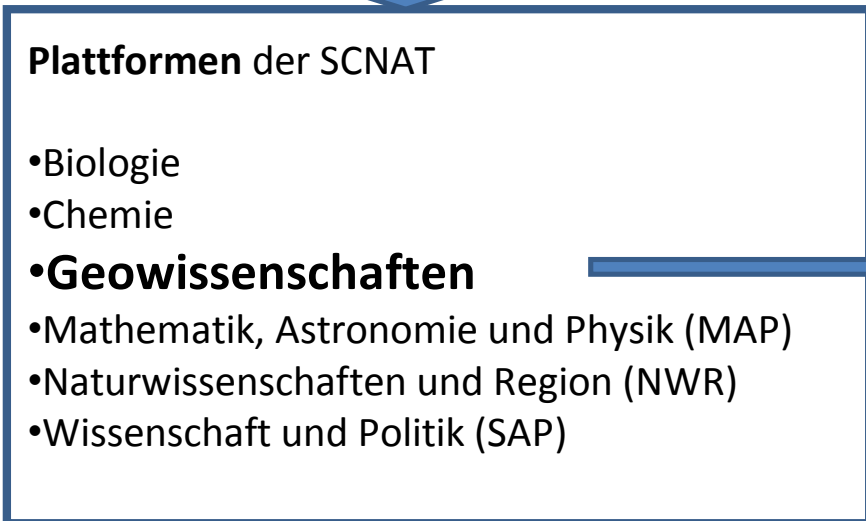 Plattformen der SCNAT
•Biologie
•Chemie
•Geowissenschaften
•Mathematik, Astronomie und Physik (MAP)
•Naturwissenschaften und Region (NWR)
•Wissenschaft und Politik (SAP)